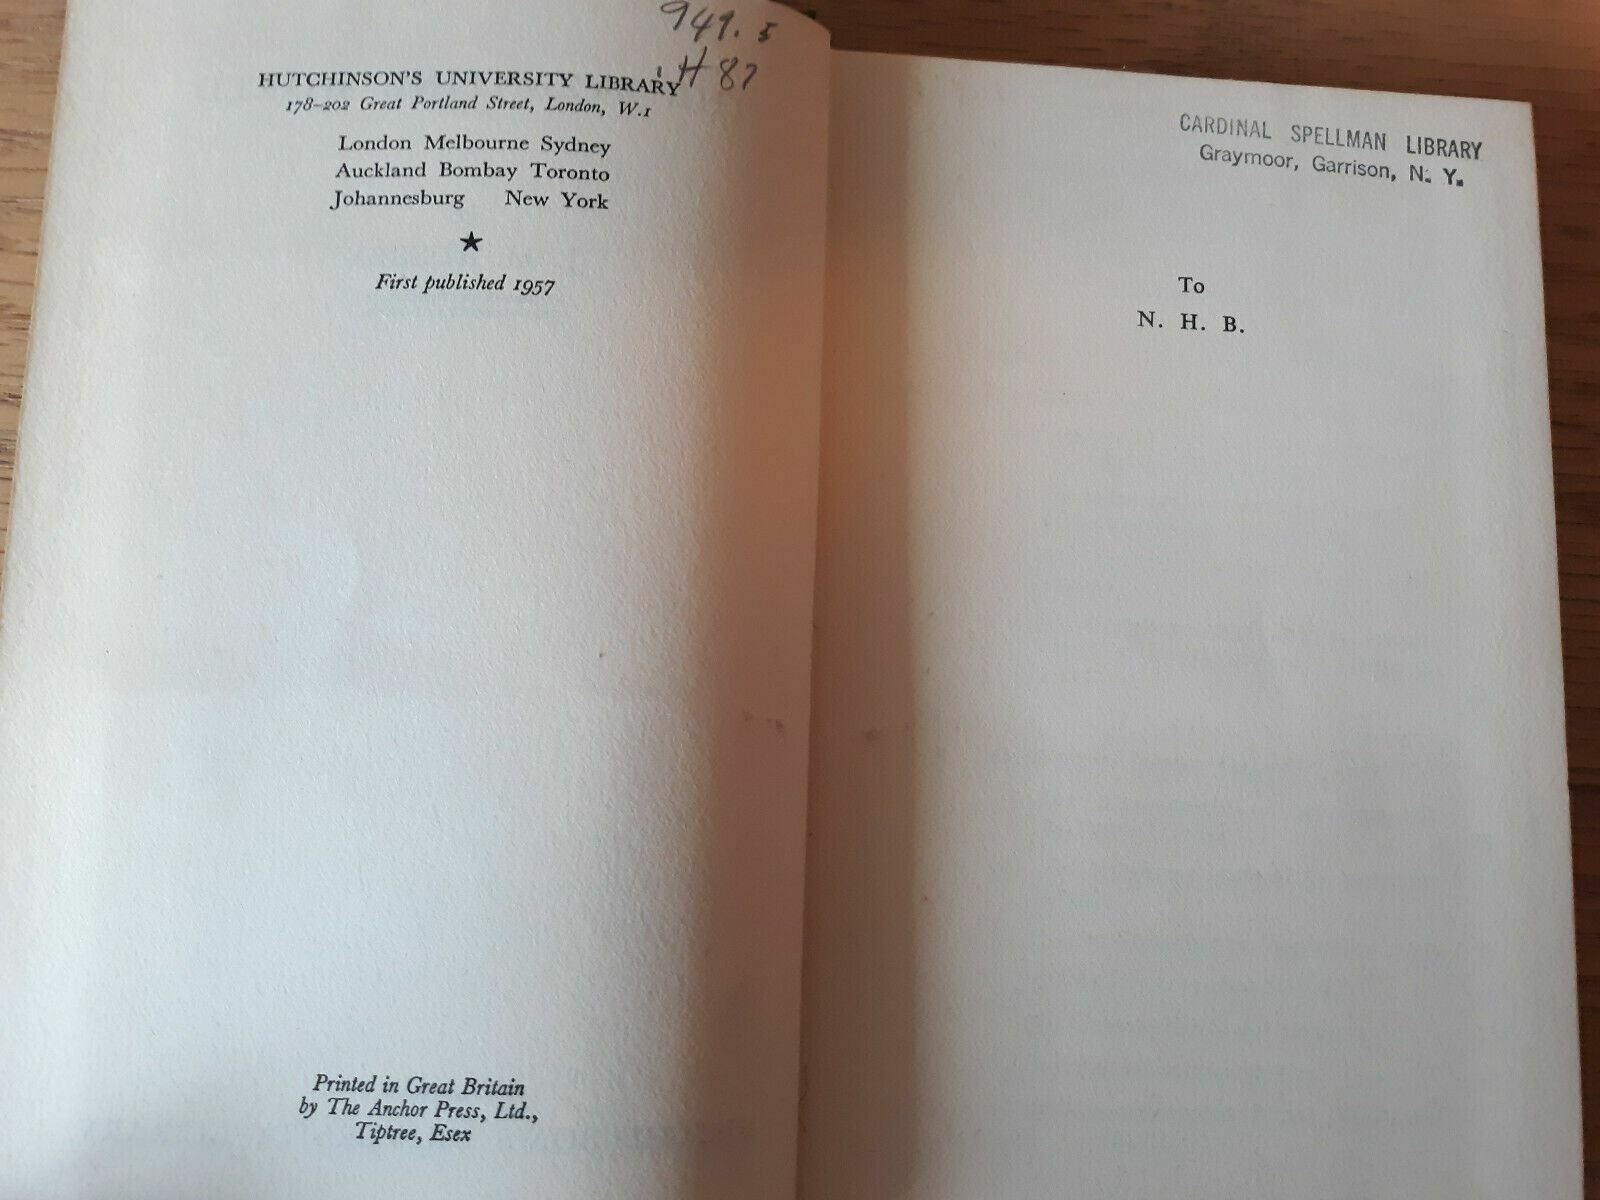 949.5
H87
HUTCHINSON'S UNIVERSITY LIBRARY
178–202 Great Portland Street, London, W.1
London Melbourne Sydney
Auckland Bombay Toronto
Johannesburg New York
★
First published 1957
Printed in Great Britain
by The Anchor Press, Ltd.,
Tiptree, Esex
CARDINAL SPELLMAN LIBRARY
Graymoor, Garrison, N. Y.
To
N. H. B.